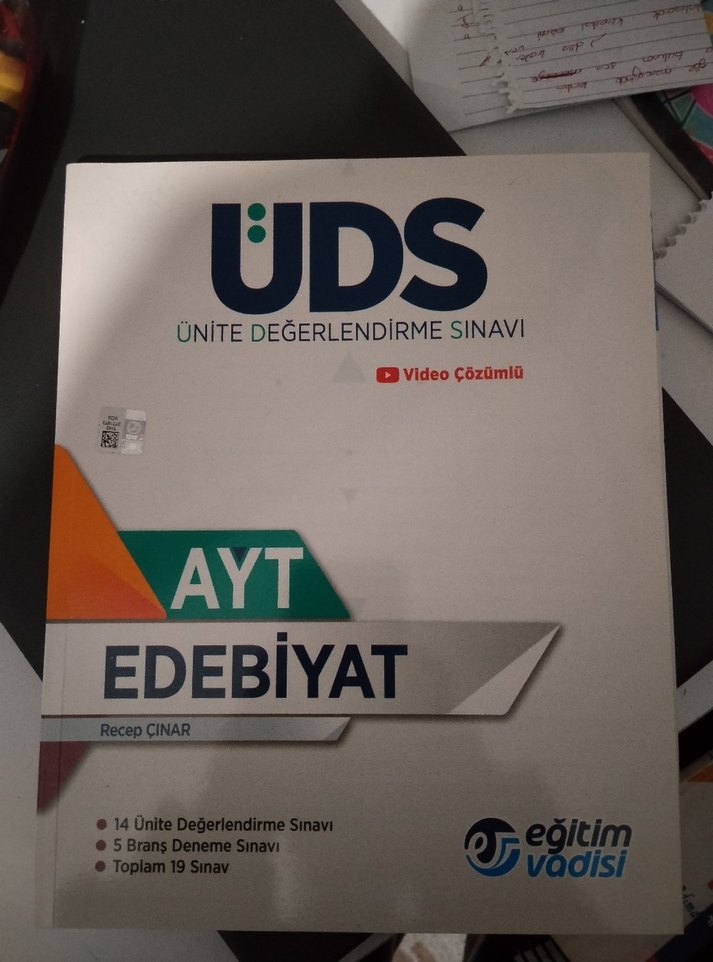 ÜDS
ÜNİTE DEĞERLENDİRME SINAVI
Video Çözümlü
AYT
EDEBİYAT
Recep ÇINAR
14 Ünite Değerlendirme Sınavı
5 Branş Deneme Sınavı
Toplam 19 Sınav
eğitim
vadisi